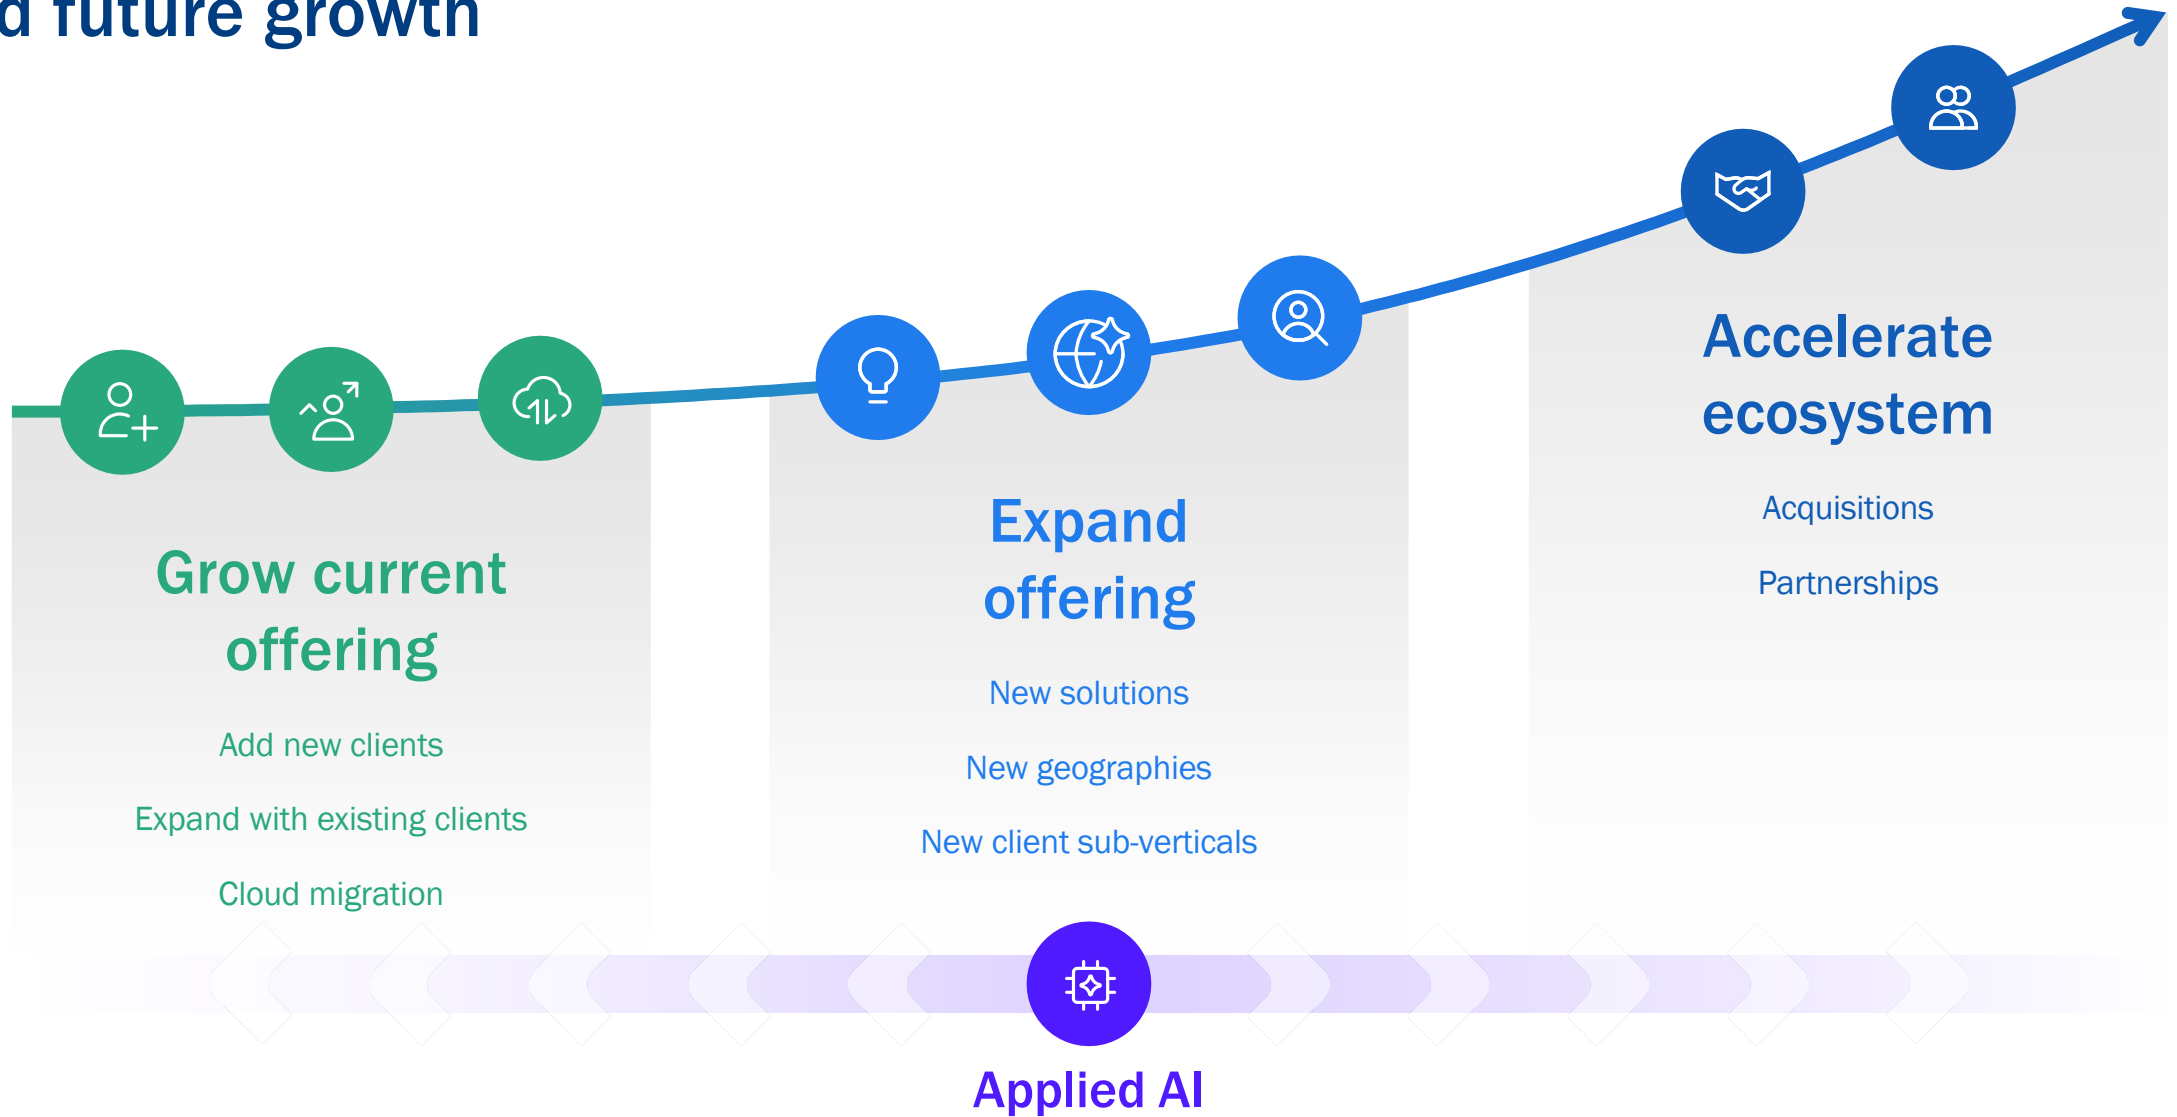 future growth
Grow current
offering
Add new clients
Expand with existing clients
Cloud migration
Expand
offering
New solutions
New geographies
New client sub-verticals
Accelerate
ecosystem
Acquisitions
Partnerships
Applied AI